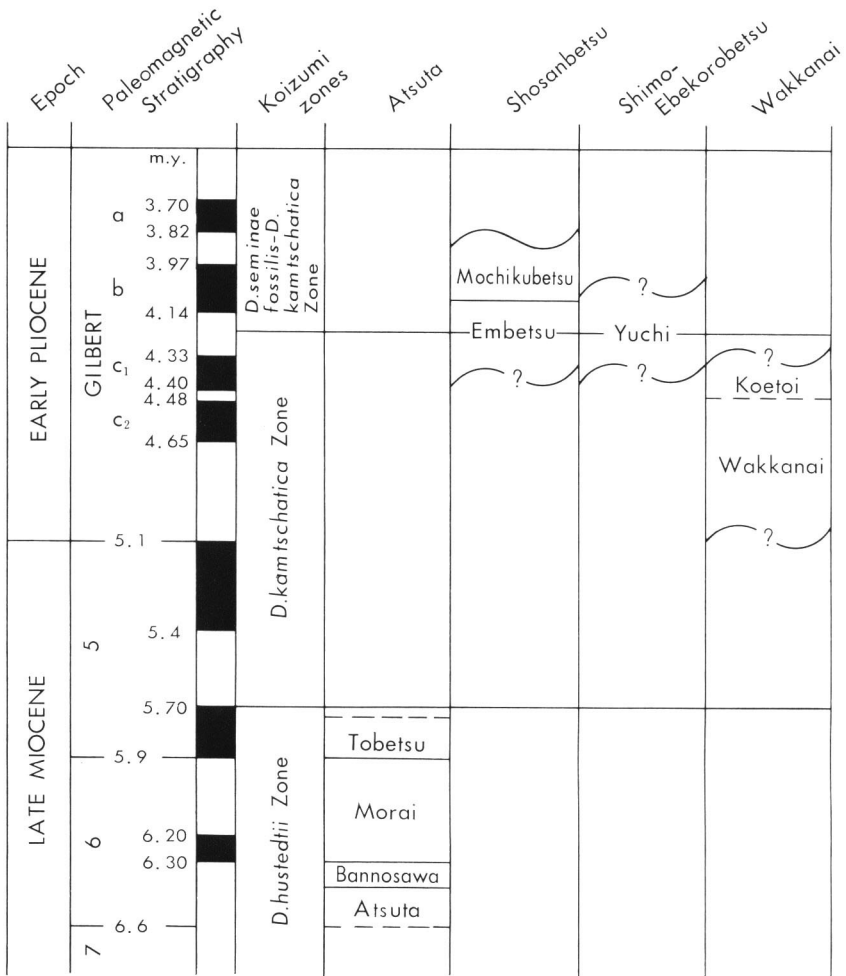 Epoch
Paleomagnetic
Stratigraphy
Koizumi
zones
Atsuta
Shosanbetsu
Shimo-
Ebekorobetsu
Wakkanai
EARLY PLIOCENE
LATE MIOCENE
GILBERT
a
b
c₁
c₂
5
6
7
m.y.
3.70
3.82
3.97
4.14
4.33
4.40
4.48
4.65
5.1
5.4
5.70
5.9
6.20
6.30
6.6
D.seminae
fossilis-D.
kamtschatica
Zone
D.kamtschatica Zone
D.hustedtii Zone
Tobetsu
Morai
Bannosawa
Atsuta
Mochikubetsu
Embetsu
?
?
Yuchi
?
?
Koetoi
Wakkanai
?